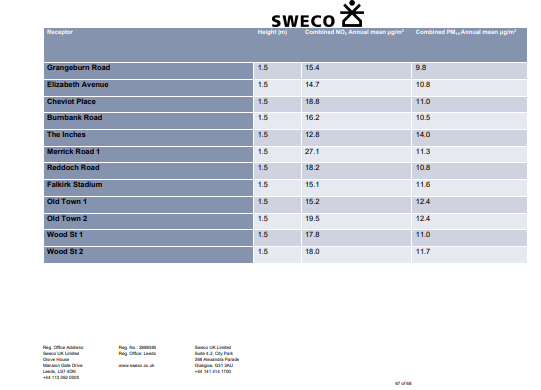 SWECO
Receptor Height (m) Combined NO₂ Annual mean µg/m³ Combined PM₁₀ Annual mean µg/m³
Grangeburn Road 1.5 15.4 9.8
Elizabeth Avenue 1.5 14.7 10.8
Cheviot Place 1.5 18.8 11.0
Burnbank Road 1.5 16.2 10.5
The Inches 1.5 12.8 14.0
Merrick Road 1 1.5 27.1 11.3
Reddoch Road 1.5 18.2 10.8
Falkirk Stadium 1.5 15.1 11.6
Old Town 1 1.5 15.2 12.4
Old Town 2 1.5 19.5 12.4
Wood St 1 1.5 17.8 11.0
Wood St 2 1.5 18.0 11.7
Reg. Office Address:
Sweco UK Limited
Grove House
Mansion Gate Drive
Leeds, LS7 4DN
+44 113 262 0000
Reg. No.: 2888385
Reg. Office: Leeds
www.sweco.co.uk
Sweco UK Limited
Suite 4.2, City Park
368 Alexandra Parade
Glasgow, G31 3AU
+44 141 414 1700
67 of 68